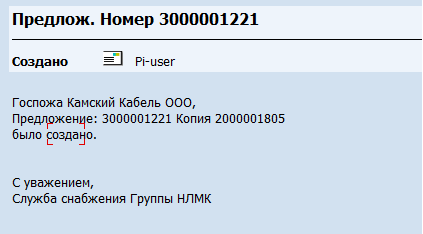 Предлож. Номер 3000001221
Создано Pi-user
Госпожа Камский Кабель ООО,
Предложение: 3000001221 Копия 2000001805
было создано.
С уважением,
Служба снабжения Группы НЛМК